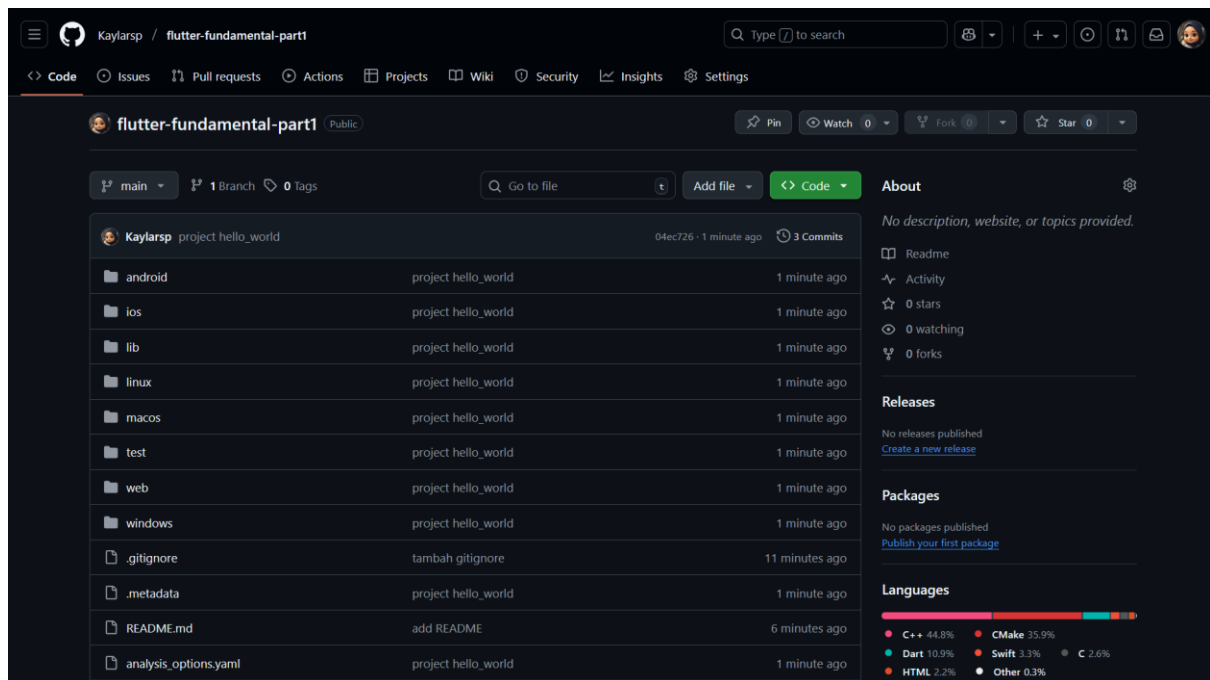 Kaylarsp / flutter-fundamental-part1
Type / to search
Code Issues Pull requests Actions Projects Wiki Security Insights Settings
flutter-fundamental-part1 Public
Pin Watch 0 Fork 0 Star 0
main 1 Branch 0 Tags
Go to file t Add file Code
Kaylarsp project hello_world 04ec726 · 1 minute ago 3 Commits
android project hello_world 1 minute ago
ios project hello_world 1 minute ago
lib project hello_world 1 minute ago
linux project hello_world 1 minute ago
macos project hello_world 1 minute ago
test project hello_world 1 minute ago
web project hello_world 1 minute ago
windows project hello_world 1 minute ago
.gitignore tambah gitignore 11 minutes ago
.metadata project hello_world 1 minute ago
README.md add README 6 minutes ago
analysis_options.yaml project hello_world 1 minute ago
About
No description, website, or topics provided.
Readme
Activity
0 stars
0 watching
0 forks
Releases
No releases published
Create a new release
Packages
No packages published
Publish your first package
Languages
C++ 44.8% CMake 35.9%
Dart 10.9% Swift 3.3% C 2.6%
HTML 2.2% Other 0.3%